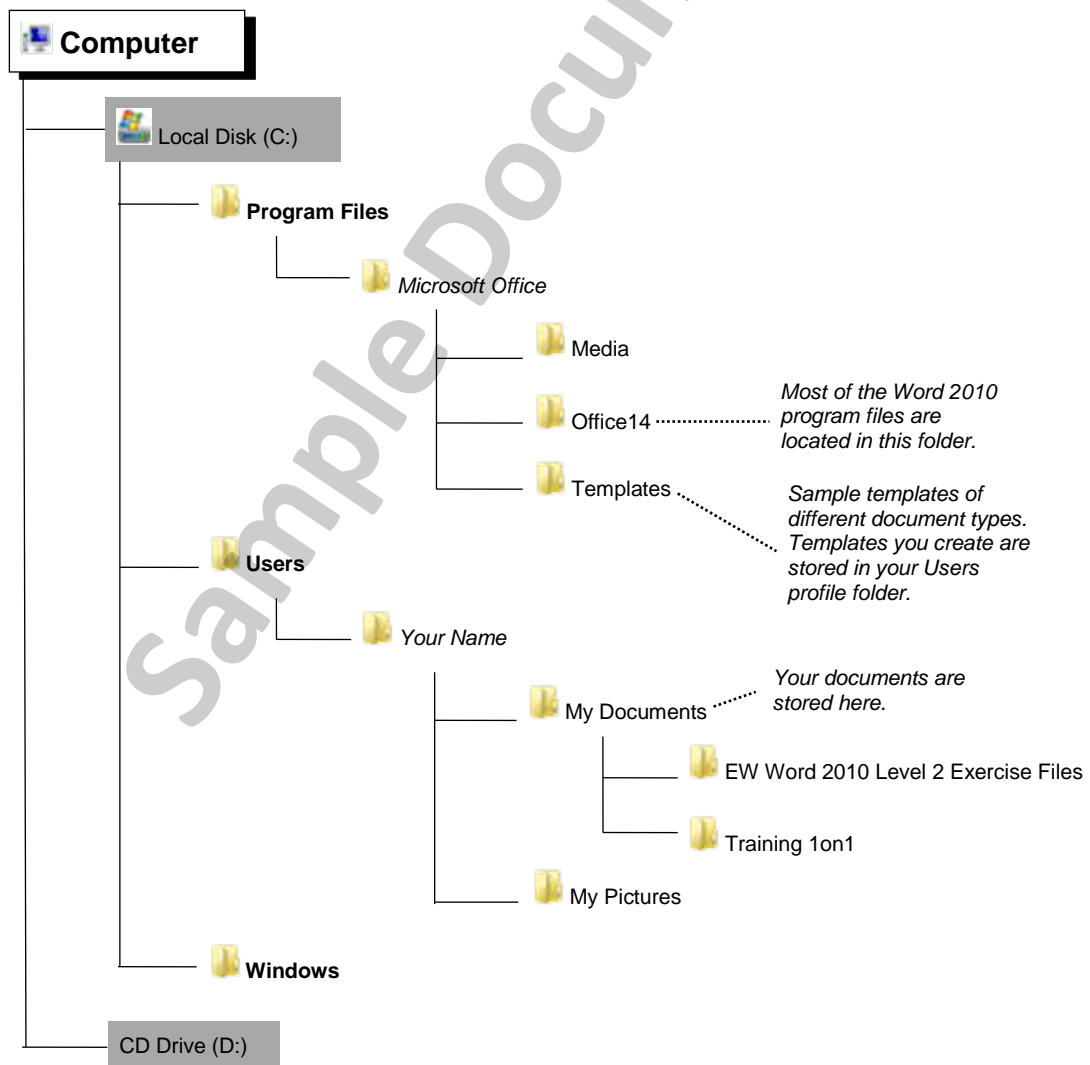 Computer
Local Disk (C:)
Program Files
Microsoft Office
Media
Office14
Most of the Word 2010
program files are
located in this folder.
Templates
Sample templates of
different document types.
Templates you create are
stored in your Users
profile folder.
Users
Your Name
My Documents
Your documents are
stored here.
EW Word 2010 Level 2 Exercise Files
Training 1on1
My Pictures
Windows
CD Drive (D:)
Sample Docu